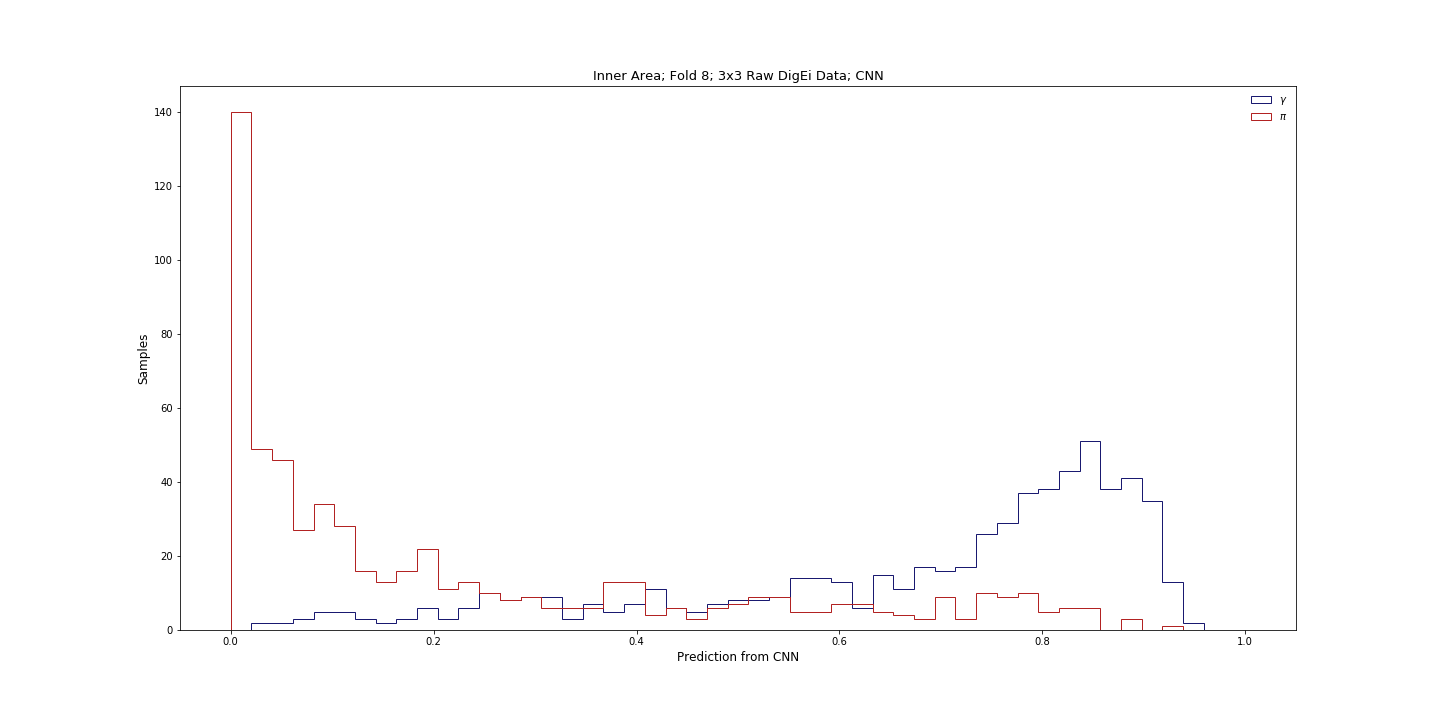 Inner Area; Fold 8; 3x3 Raw DigEi Data; CNN
γ
π
140
120
100
80
60
40
20
0
Samples
0.0 0.2 0.4 0.6 0.8 1.0
Prediction from CNN